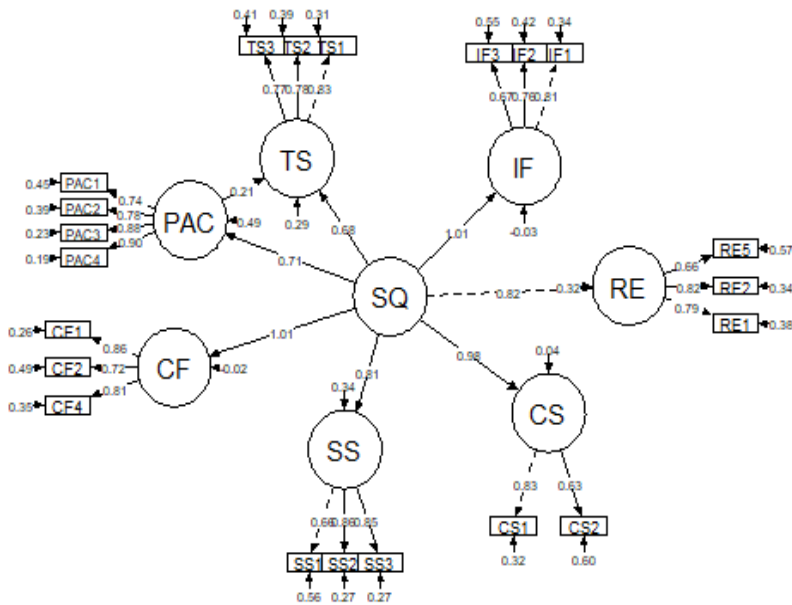 0.41 0.39 0.31
TS3 TS2 TS1
0.77 0.78 0.83
TS
0.29
0.55 0.42 0.34
IF3 IF2 IF1
0.67 0.76 0.81
IF
-0.03
0.45 PAC1 0.74
0.39 PAC2 0.78
0.23 PAC3 0.88
0.19 PAC4 0.90
PAC
0.49
0.21
0.68
1.01
0.71
SQ
0.82
0.32
RE
0.66 RE5 0.57
0.82 RE2 0.34
0.79 RE1 0.38
0.26 CF1 0.86
0.49 CF2 0.72
0.35 CF4 0.81
CF
-0.02
1.01
0.81
0.34
SS
0.66 0.86 0.85
SS1 SS2 SS3
0.56 0.27 0.27
0.98
0.04
CS
0.83 0.63
CS1 CS2
0.32 0.60